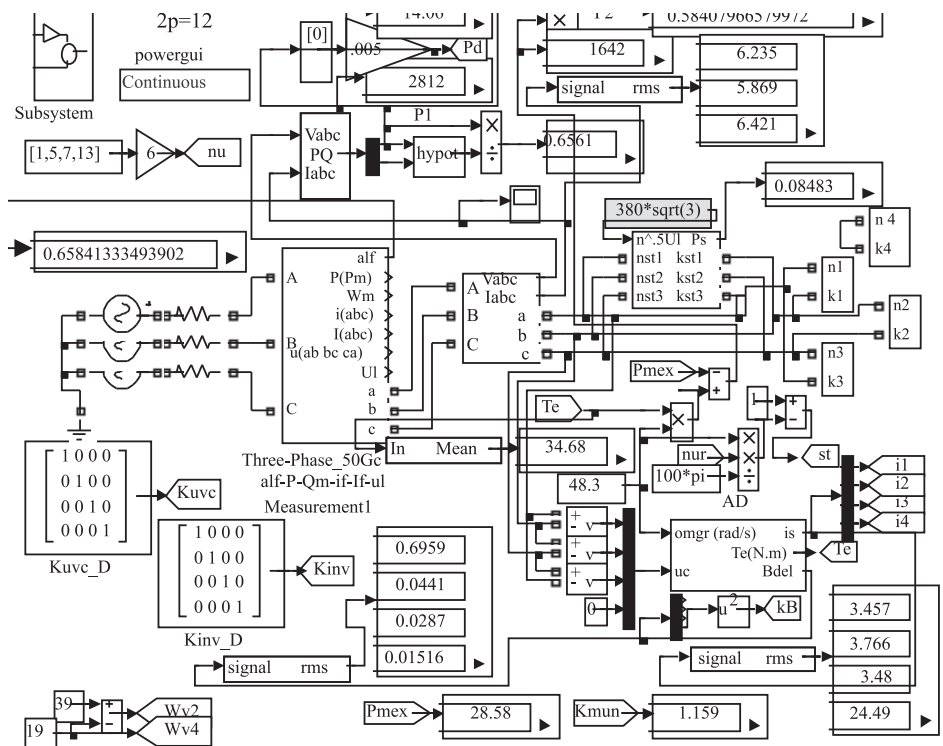 2p=12
powergui
Continuous
Subsystem
[0]
.005
Pd
2812
1642
signal rms
6.235
5.869
6.421
[1,5,7,13]
6
nu
Vabc
PQ
Iabc
P1
hypot
×
÷
0.6561
380*sqrt(3)
0.08483
n 4
k4
0.65841333493902
alf
P(Pm)
Wm
i(abc)
I(abc)
u(ab bc ca)
Ul
a
b
c
A
B
C
Vabc
Iabc
A
B
C
a
b
c
n^.5Ul Ps
nst1 kst1
nst2 kst2
nst3 kst3
n1
k1
n2
k2
n3
k3
Three-Phase_50Gc
alf-P-Qm-if-If-ul
Measurement1
In Mean
34.68
Te
Pmex
×
nur
100*pi
×
×
÷
AD
1
st
48.3
1 0 0 0
0 1 0 0
0 0 1 0
0 0 0 1
Kuvc
Kuvc_D
1 0 0 0
0 1 0 0
0 0 1 0
0 0 0 1
Kinv
Kinv_D
0.6959
0.0441
0.0287
0.01516
signal rms
+
- v
+
- v
+
- v
0
omgr (rad/s) is
Te(N.m)
uc Bdel
i1
i2
i3
i4
Te
u²
kB
signal rms
3.457
3.766
3.48
24.49
39
19
Wv2
Wv4
Pmex
28.58
Kmun
1.159